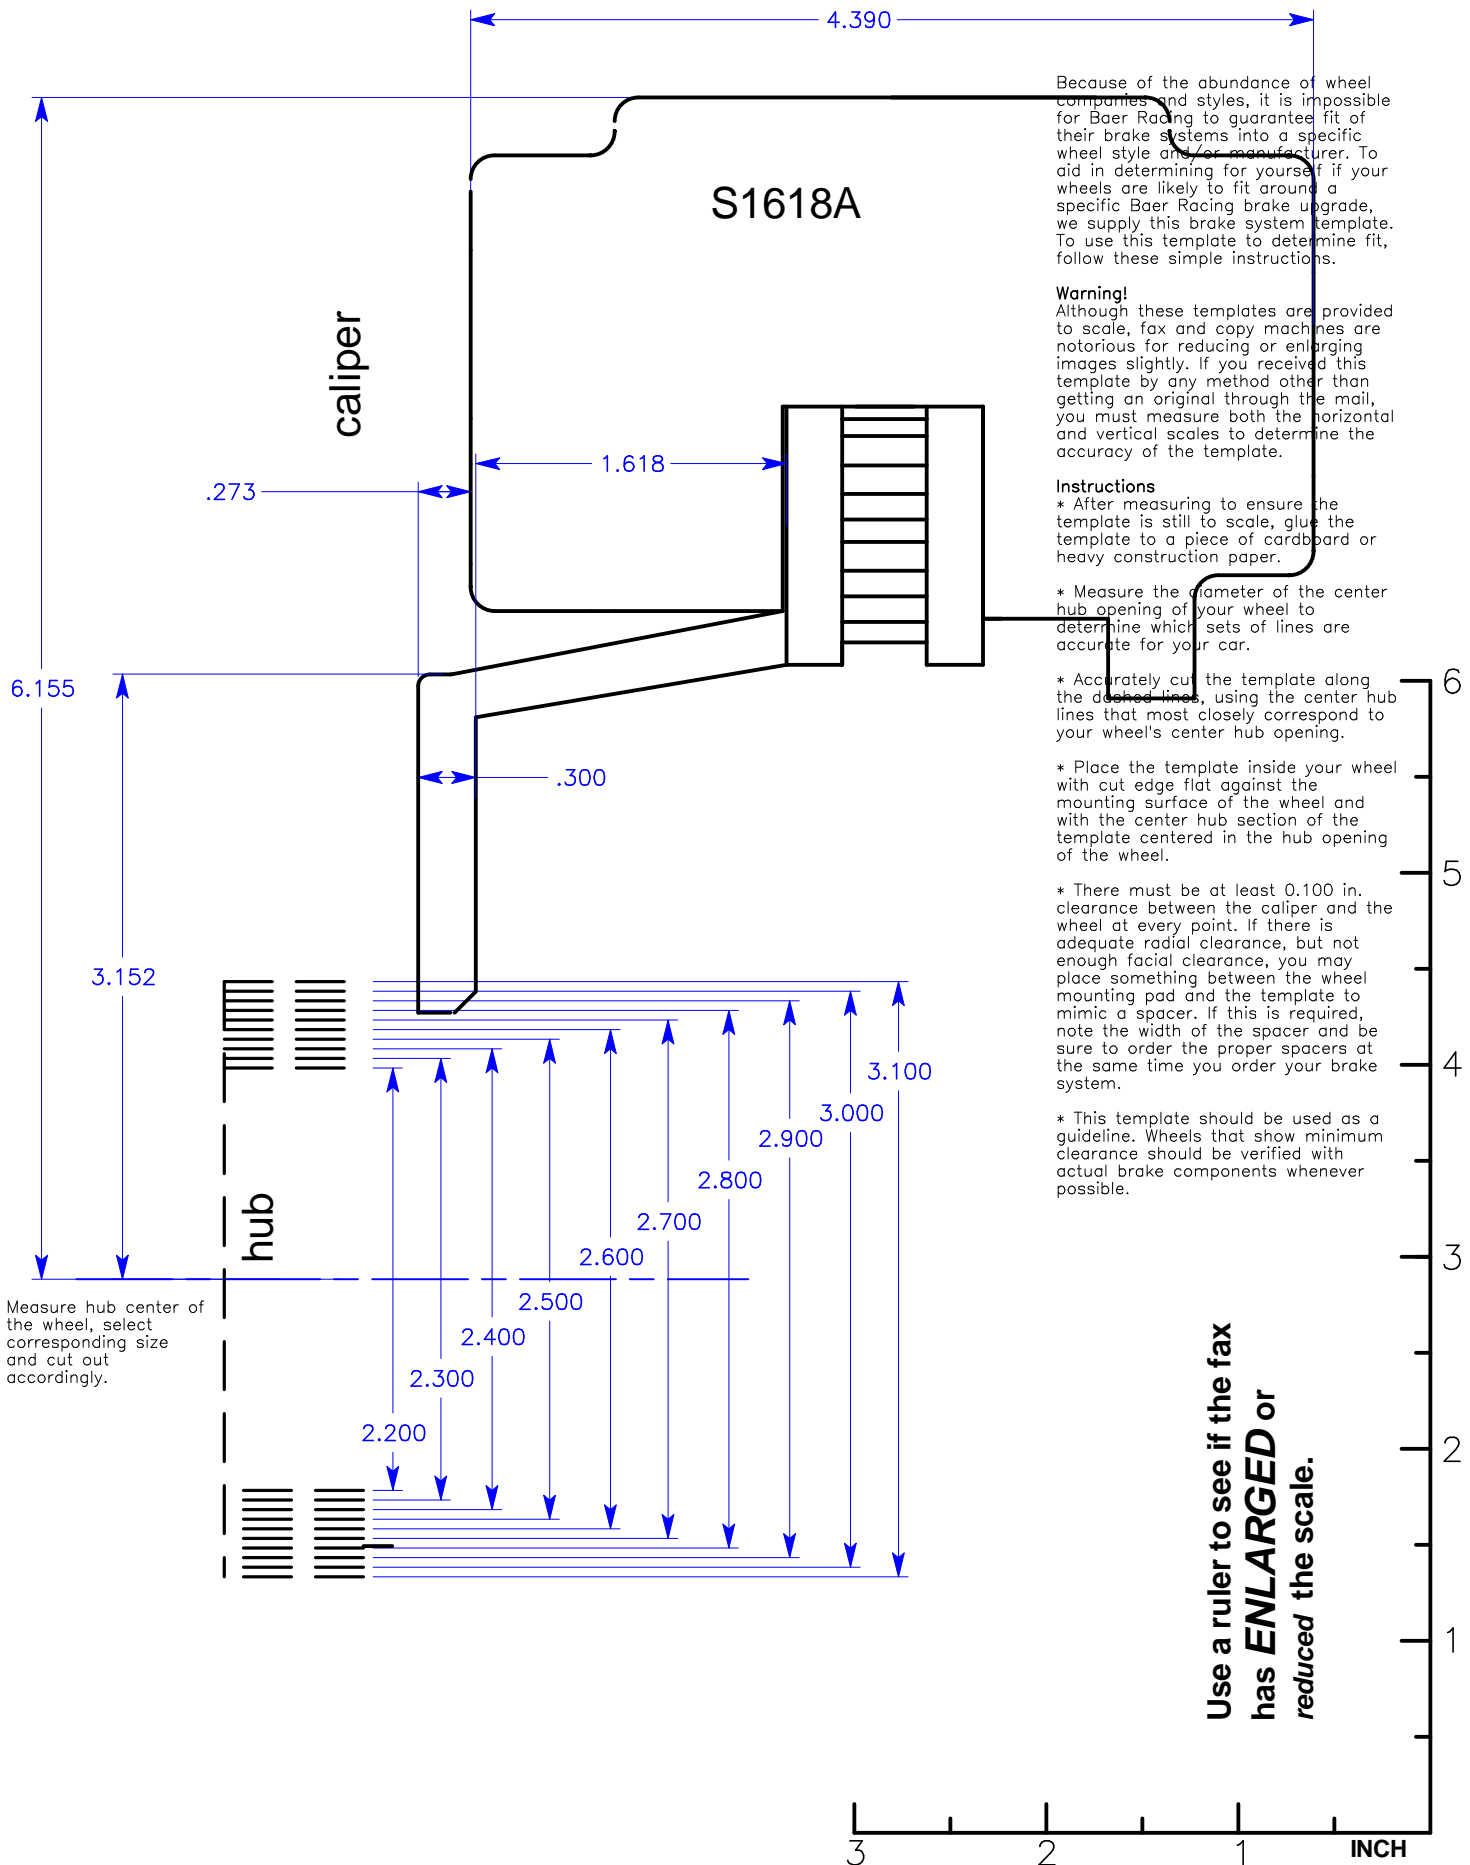 4.390
Because of the abundance of wheel
companies and styles, it is impossible
for Baer Racing to guarantee fit of
their brake systems into a specific
wheel style and/or manufacturer. To
aid in determining for yourself if your
wheels are likely to fit around a
specific Baer Racing brake upgrade,
we supply this brake system template.
To use this template to determine fit,
follow these simple instructions.
Warning!
Although these templates are provided
to scale, fax and copy machines are
notorious for reducing or enlarging
images slightly. If you received this
template by any method other than
getting an original through the mail,
you must measure both the horizontal
and vertical scales to determine the
accuracy of the template.
Instructions
* After measuring to ensure the
template is still to scale, glue the
template to a piece of cardboard or
heavy construction paper.
* Measure the diameter of the center
hub opening of your wheel to
determine which sets of lines are
accurate for your car.
* Accurately cut the template along
the dashed lines, using the center hub
lines that most closely correspond to
your wheel's center hub opening.
* Place the template inside your wheel
with cut edge flat against the
mounting surface of the wheel and
with the center hub section of the
template centered in the hub opening
of the wheel.
* There must be at least 0.100 in.
clearance between the caliper and the
wheel at every point. If there is
adequate radial clearance, but not
enough facial clearance, you may
place something between the wheel
mounting pad and the template to
mimic a spacer. If this is required,
note the width of the spacer and be
sure to order the proper spacers at
the same time you order your brake
system.
* This template should be used as a
guideline. Wheels that show minimum
clearance should be verified with
actual brake components whenever
possible.
S1618A
caliper
1.618
.273
6.155
.300
3.152
3.100
3.000
2.900
2.800
2.700
2.600
2.500
2.400
2.300
2.200
hub
Measure hub center of
the wheel, select
corresponding size
and cut out
accordingly.
Use a ruler to see if the fax
has ENLARGED or
reduced the scale.
6
5
4
3
2
1
3
2
1
INCH